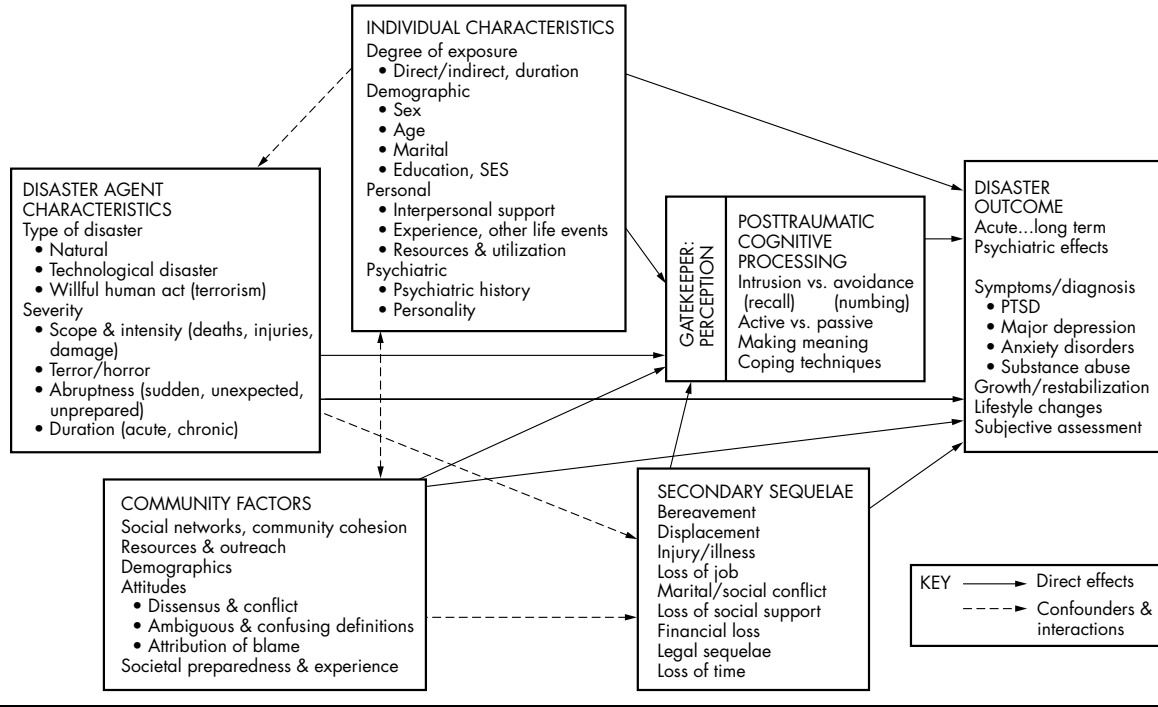 INDIVIDUAL CHARACTERISTICS
Degree of exposure
• Direct/indirect, duration
Demographic
• Sex
• Age
• Marital
• Education, SES
Personal
• Interpersonal support
• Experience, other life events
• Resources & utilization
Psychiatric
• Psychiatric history
• Personality
DISASTER AGENT
CHARACTERISTICS
Type of disaster
• Natural
• Technological disaster
• Willful human act (terrorism)
Severity
• Scope & intensity (deaths, injuries,
damage)
• Terror/horror
• Abruptness (sudden, unexpected,
unprepared)
• Duration (acute, chronic)
GATEKEEPER:
PERCEPTION
POSTTRAUMATIC
COGNITIVE
PROCESSING
Intrusion vs. avoidance
(recall) (numbing)
Active vs. passive
Making meaning
Coping techniques
DISASTER
OUTCOME
Acute...long term
Psychiatric effects
Symptoms/diagnosis
• PTSD
• Major depression
• Anxiety disorders
• Substance abuse
Growth/restabilization
Lifestyle changes
Subjective assessment
COMMUNITY FACTORS
Social networks, community cohesion
Resources & outreach
Demographics
Attitudes
• Dissensus & conflict
• Ambiguous & confusing definitions
• Attribution of blame
Societal preparedness & experience
SECONDARY SEQUELAE
Bereavement
Displacement
Injury/illness
Loss of job
Marital/social conflict
Loss of social support
Financial loss
Legal sequelae
Loss of time
KEY
Direct effects
Confounders &
interactions